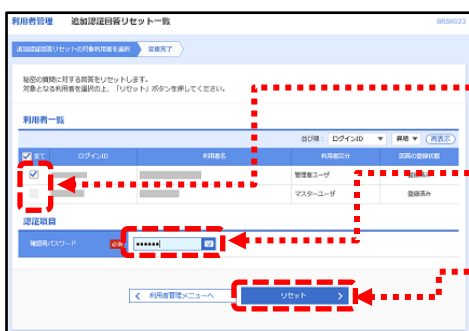 利用者管理 追加認証回答リセット一覧 BRSK023
追加認証回答リセットの対象利用者を選択 変更完了
秘密の質問に対する回答をリセットします。
対象となる利用者を選択の上、「リセット」ボタンを押してください。
利用者一覧
並び順： ログインID 昇順 再表示
全て ログインID 利用者名 利用者区分 回答の登録状態
管理者ユーザ 登録済み
マスターユーザ 登録済み
認証項目
確認用パスワード 必須 ●●●●●●
利用者管理メニューへ リセット